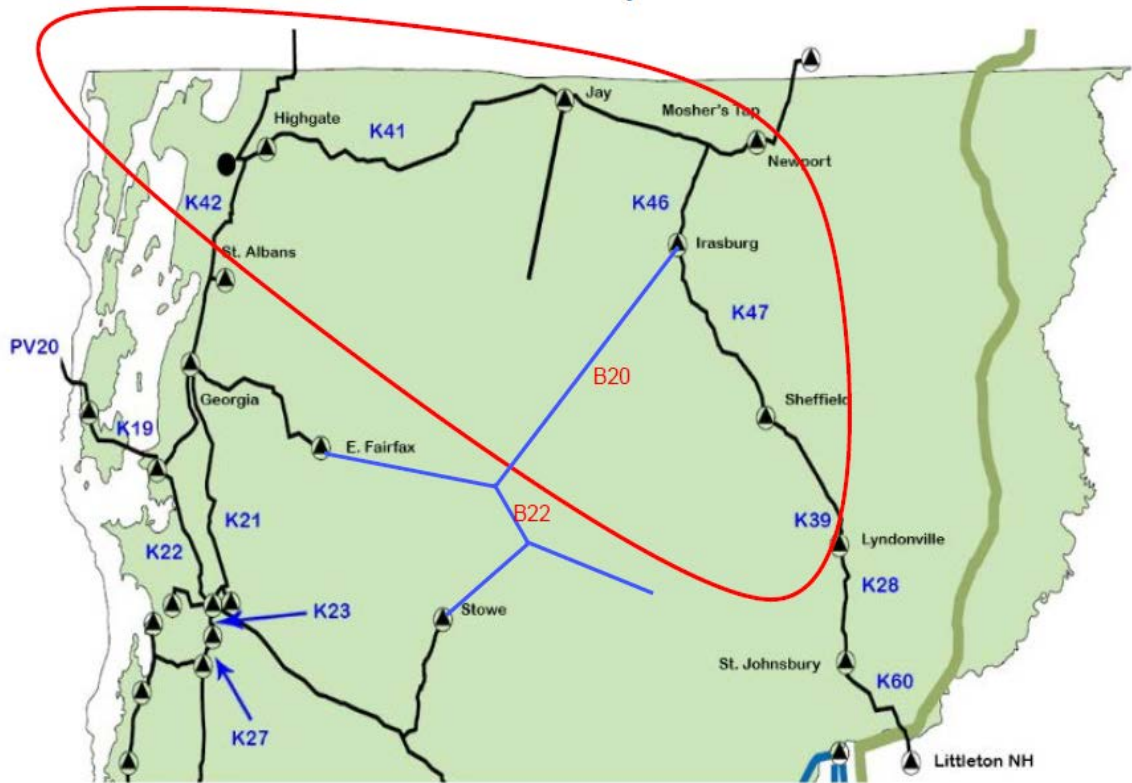 Jay
Mosher's Tap
Highgate
K41
Newport
K42
K46
St. Albans
Irasburg
K47
PV20
B20
Georgia
Sheffield
K19
E. Fairfax
B22
K21
K39
Lyndonville
K22
K28
K23
Stowe
St. Johnsbury
K60
K27
Littleton NH